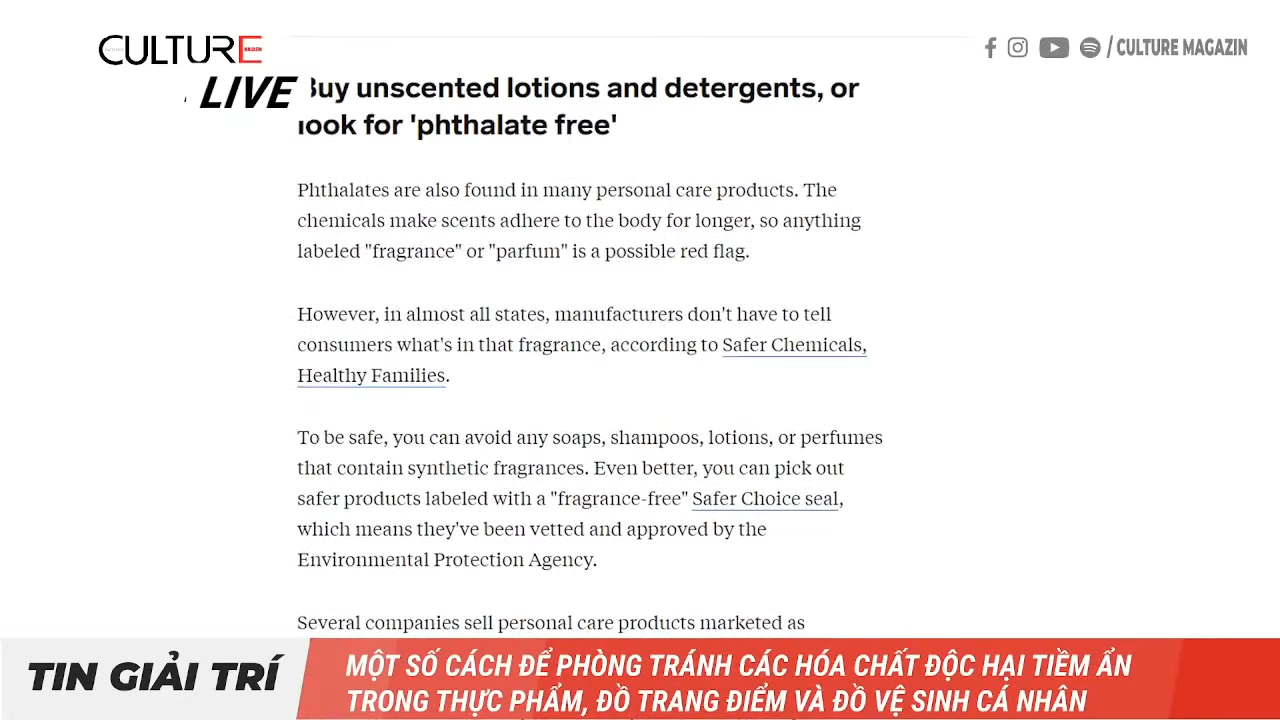 CULTURE MAGAZIN
LIVE
/ CULTURE MAGAZIN
Buy unscented lotions and detergents, or
look for 'phthalate free'
Phthalates are also found in many personal care products. The
chemicals make scents adhere to the body for longer, so anything
labeled "fragrance" or "parfum" is a possible red flag.
However, in almost all states, manufacturers don't have to tell
consumers what's in that fragrance, according to Safer Chemicals,
Healthy Families.
To be safe, you can avoid any soaps, shampoos, lotions, or perfumes
that contain synthetic fragrances. Even better, you can pick out
safer products labeled with a "fragrance-free" Safer Choice seal,
which means they've been vetted and approved by the
Environmental Protection Agency.
Several companies sell personal care products marketed as
TIN GIẢI TRÍ
MỘT SỐ CÁCH ĐỂ PHÒNG TRÁNH CÁC HÓA CHẤT ĐỘC HẠI TIỀM ẨN
TRONG THỰC PHẨM, ĐỒ TRANG ĐIỂM VÀ ĐỒ VỆ SINH CÁ NHÂN